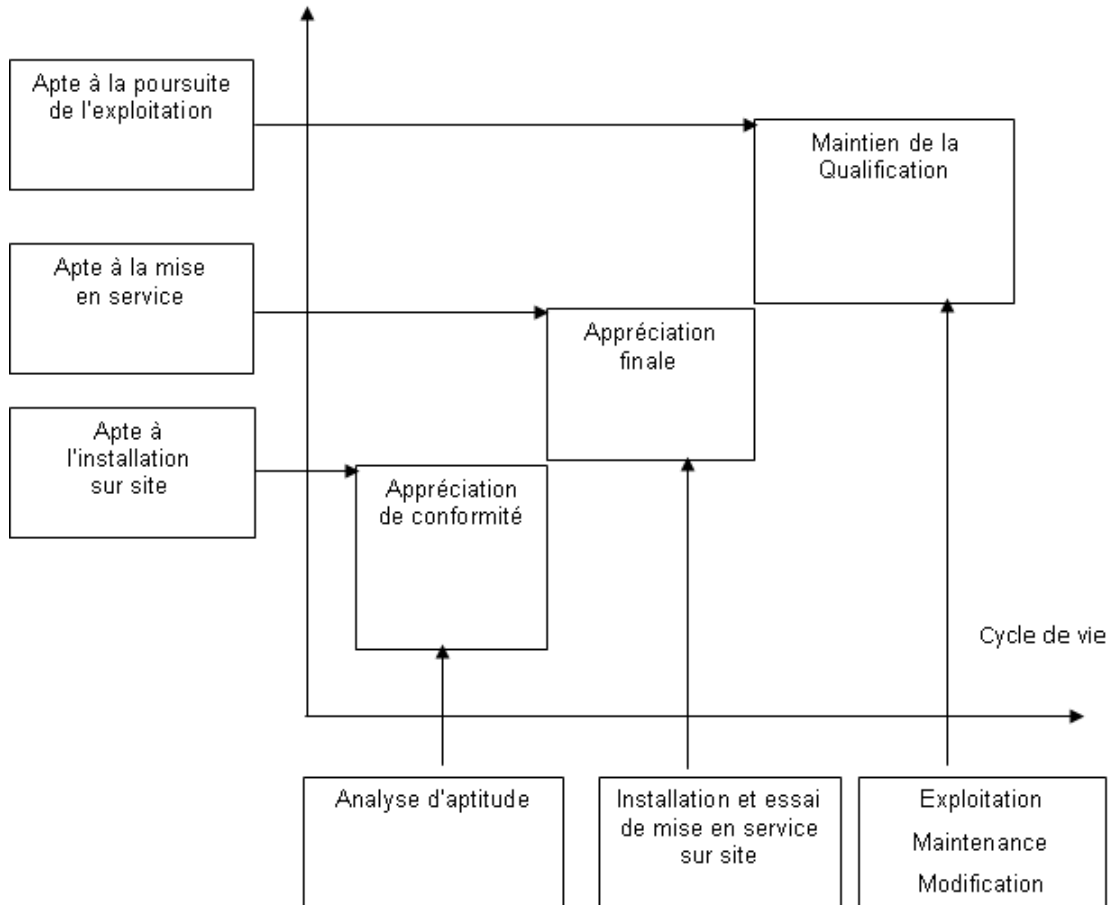 Apte à la poursuite
de l'exploitation
Maintien de la
Qualification
Apte à la mise
en service
Appréciation
finale
Apte à
l'installation
sur site
Appréciation
de conformité
Cycle de vie
Analyse d'aptitude
Installation et essai
de mise en service
sur site
Exploitation
Maintenance
Modification